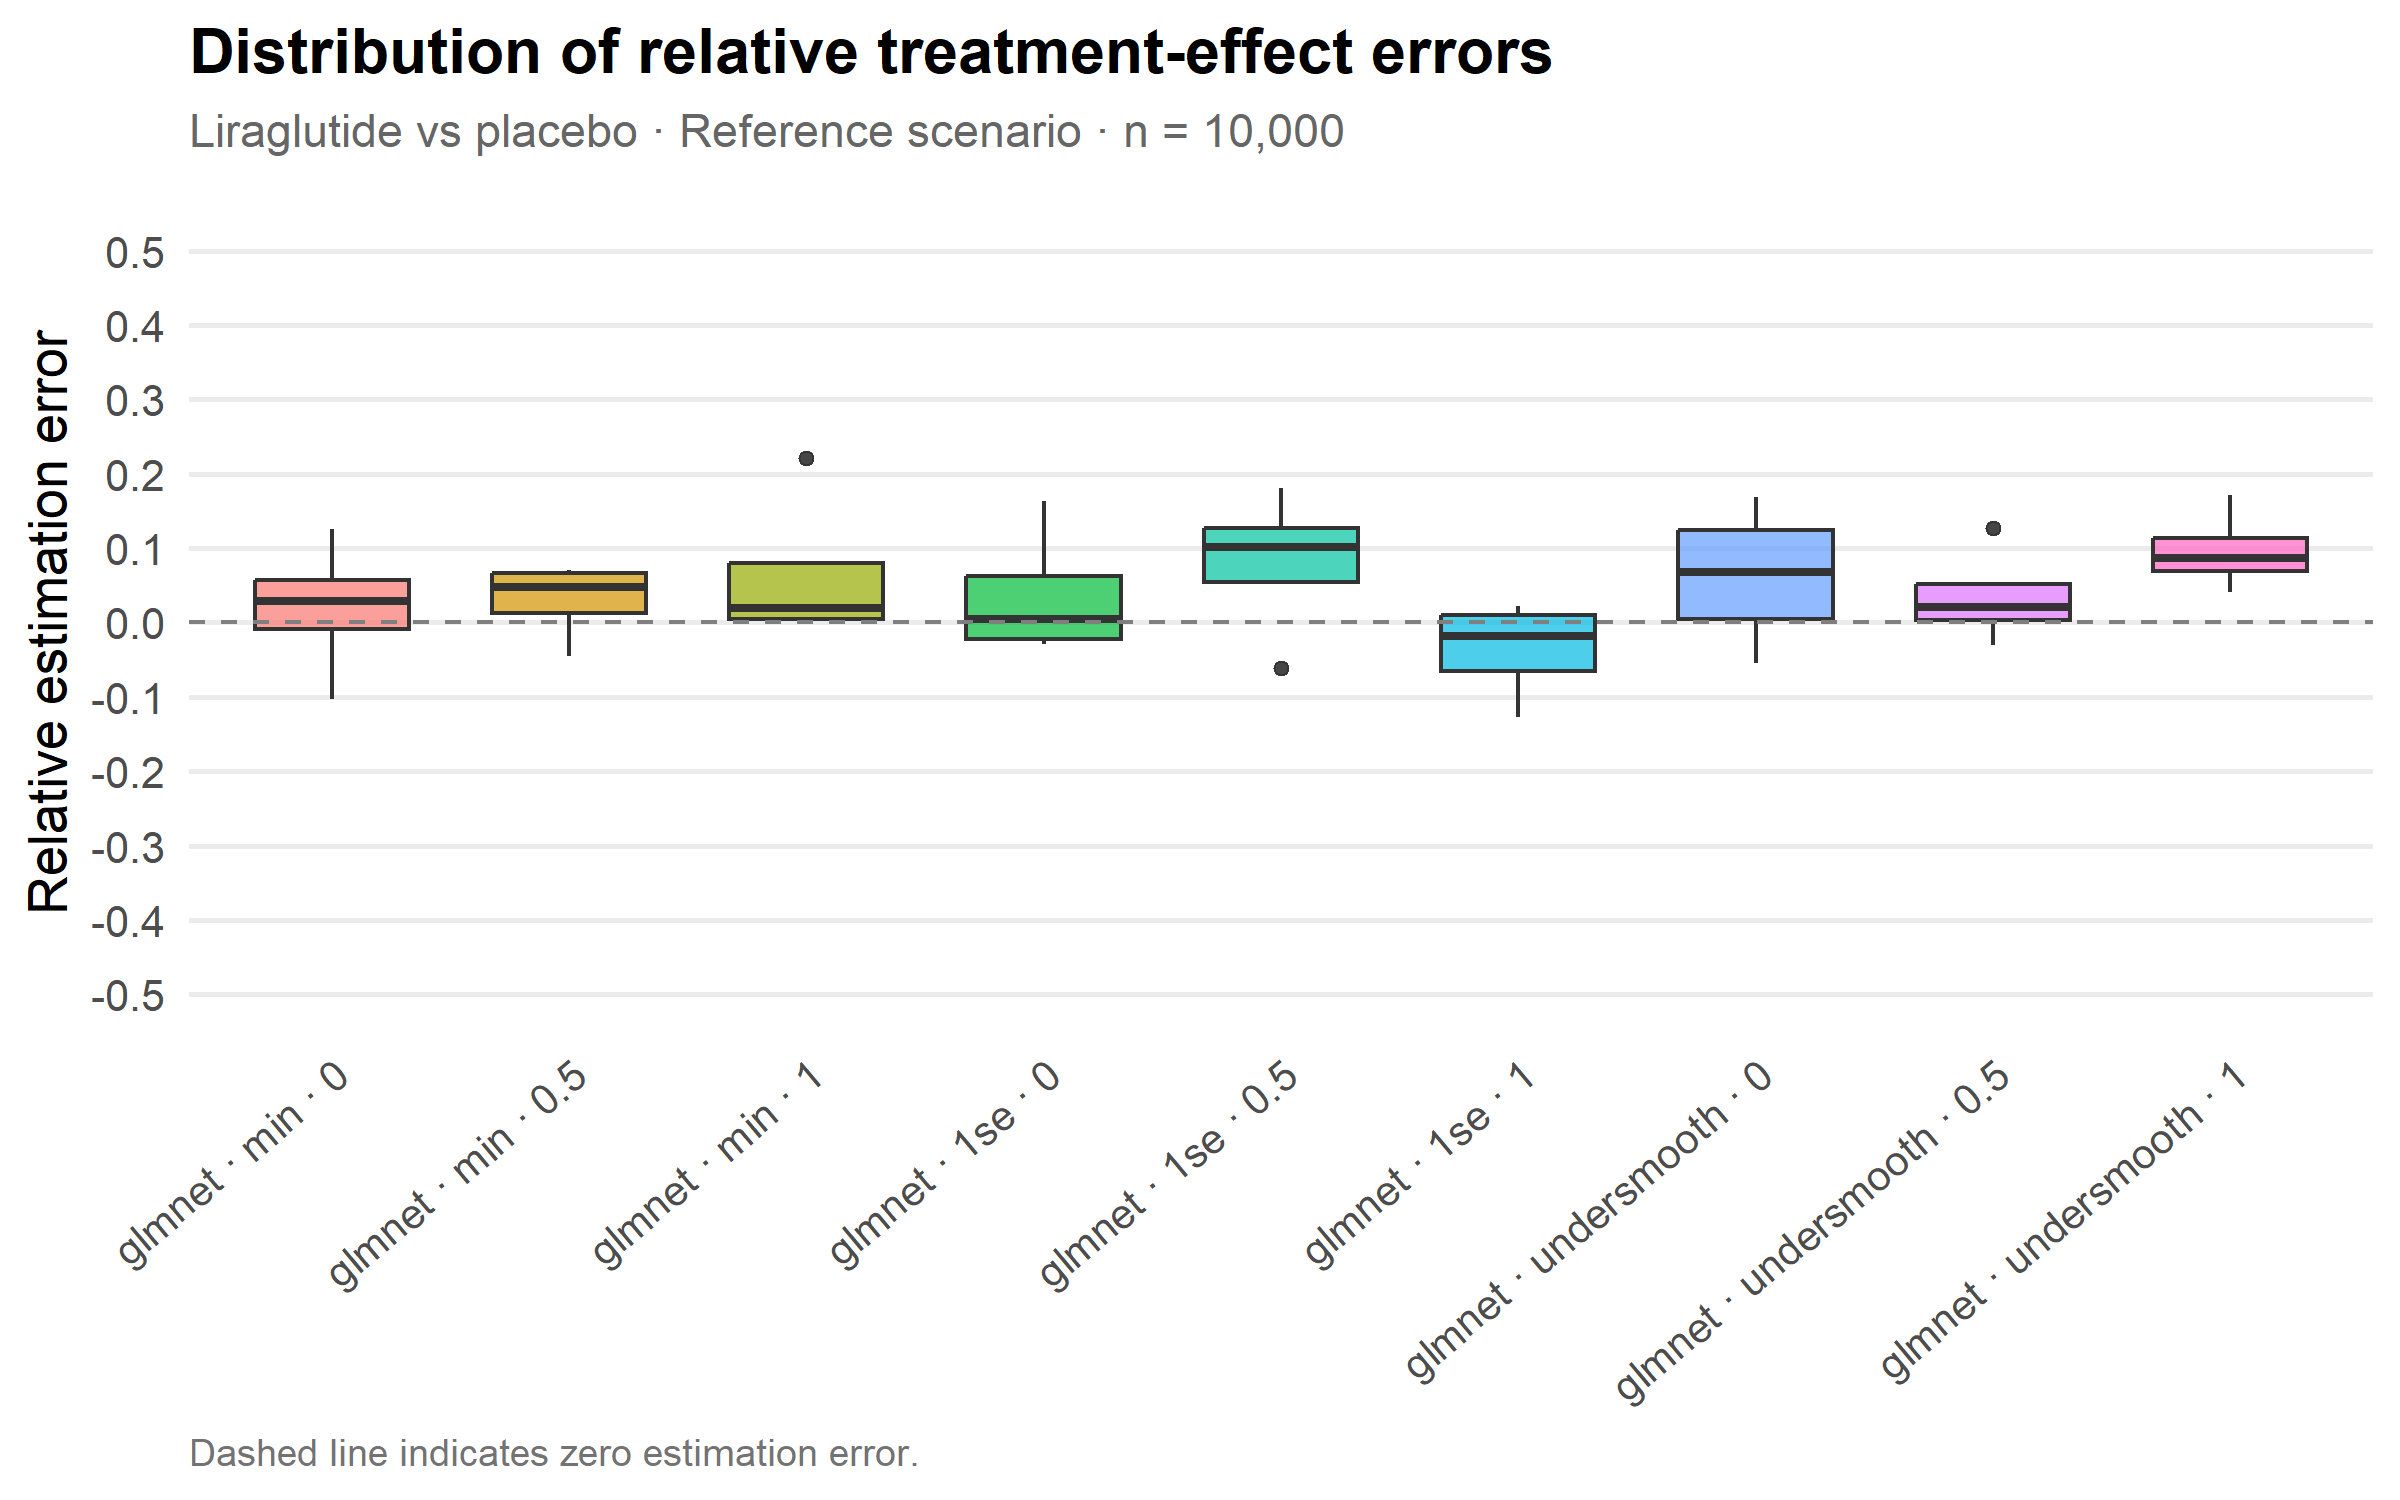 Distribution of relative treatment-effect errors
Liraglutide vs placebo · Reference scenario · n = 10,000
Relative estimation error
0.5
0.4
0.3
0.2
0.1
0.0
-0.1
-0.2
-0.3
-0.4
-0.5
glmnet · min · 0
glmnet · min · 0.5
glmnet · min · 1
glmnet · 1se · 0
glmnet · 1se · 0.5
glmnet · 1se · 1
glmnet · undersmooth · 0
glmnet · undersmooth · 0.5
glmnet · undersmooth · 1
Dashed line indicates zero estimation error.